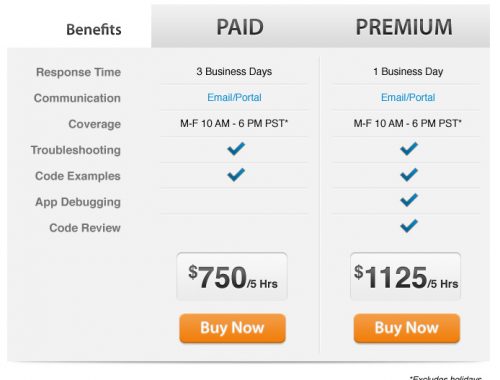 Benefits PAID PREMIUM
Response Time 3 Business Days 1 Business Day
Communication Email/Portal Email/Portal
Coverage M-F 10 AM - 6 PM PST* M-F 10 AM - 6 PM PST*
Troubleshooting
Code Examples
App Debugging
Code Review
$750/5 Hrs $1125/5 Hrs
Buy Now Buy Now
*Excludes holidays